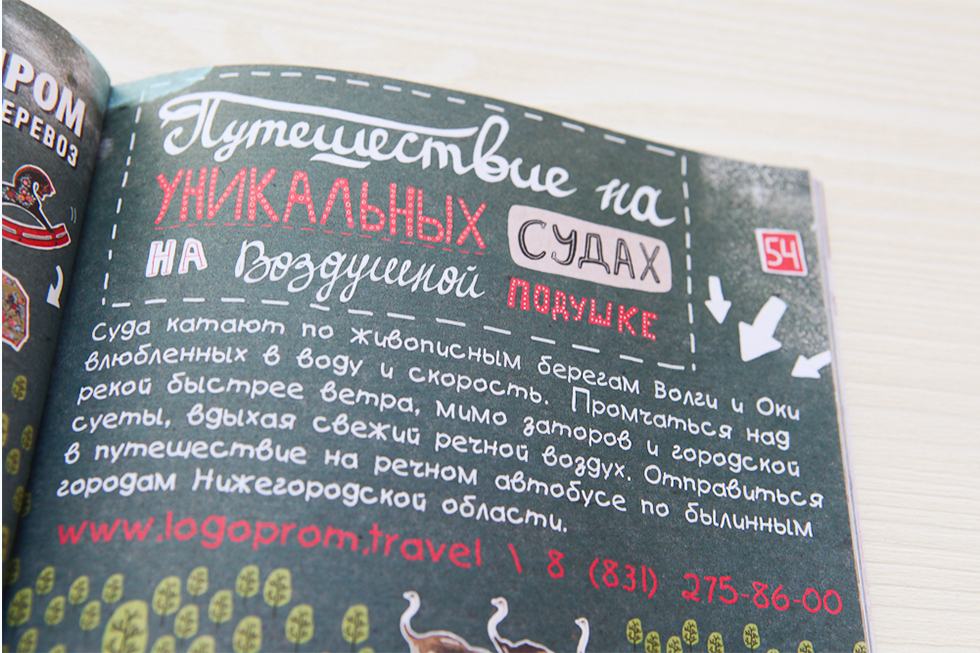 ЕРЕВОЗ
Путешествие на
УНИКАЛЬНЫХ СУДАХ
НА Воздушной ПОДУШКЕ
54
Суда катают по живописным берегам Волги и Оки
влюбленных в воду и скорость. Промчаться над
рекой быстрее ветра, мимо заторов и городской
суеты, вдыхая свежий речной воздух. Отправиться
в путешествие на речном автобусе по былинным
городам Нижегородской области.
www.logoprom.travel \ 8 (831) 275-86-00